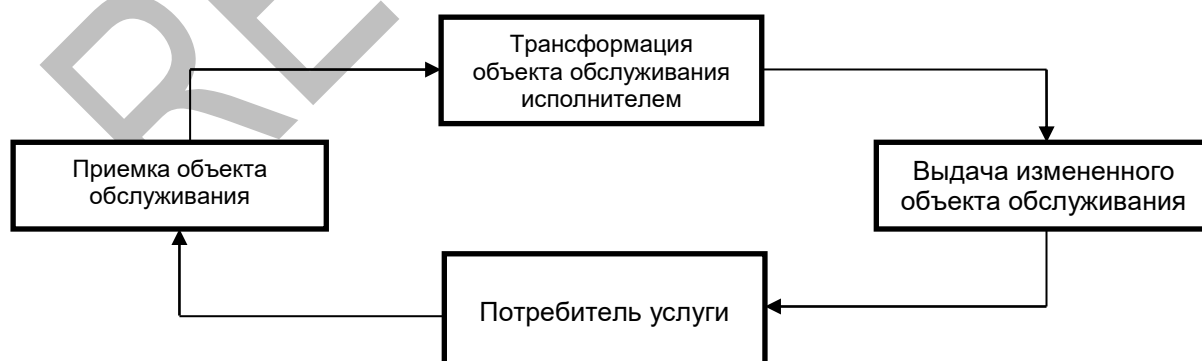 Трансформация
объекта обслуживания
исполнителем
Приемка объекта
обслуживания
Выдача измененного
объекта обслуживания
Потребитель услуги